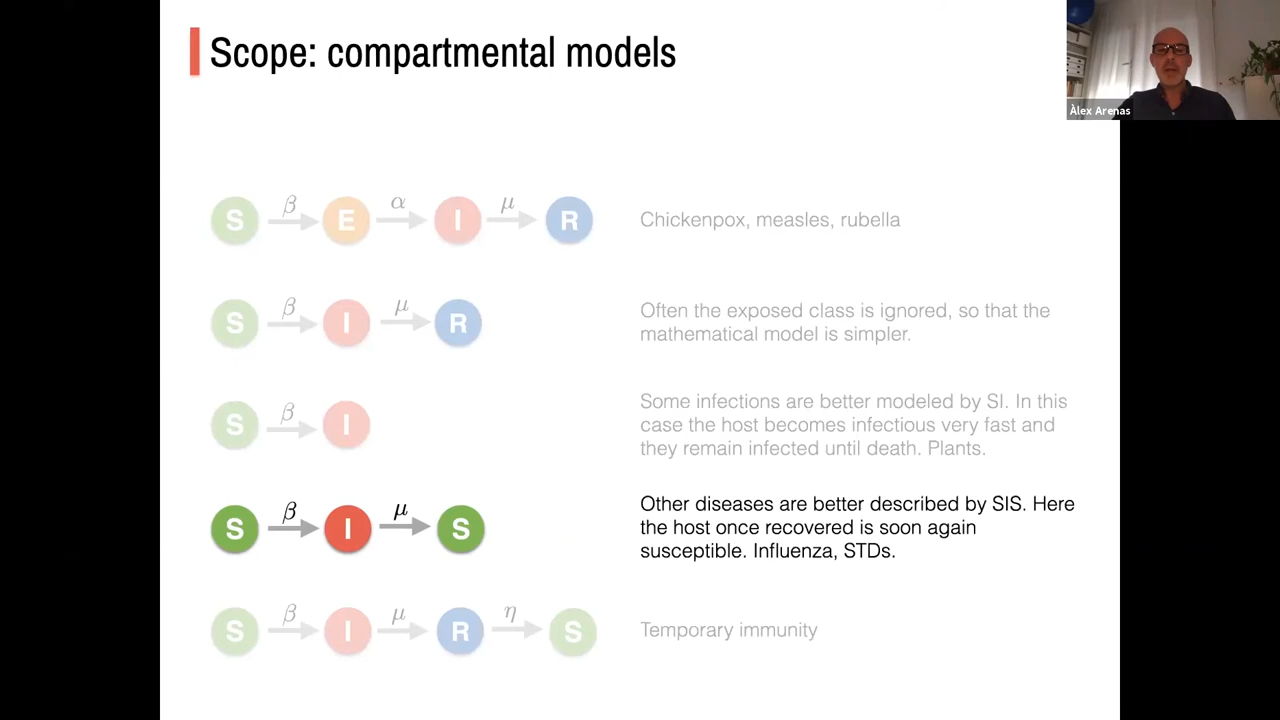 Scope: compartmental models
Àlex Arenas
β α μ
S E I R
Chickenpox, measles, rubella
β μ
S I R
Often the exposed class is ignored, so that the
mathematical model is simpler.
β
S I
Some infections are better modeled by SI. In this
case the host becomes infectious very fast and
they remain infected until death. Plants.
β μ
S I S
Other diseases are better described by SIS. Here
the host once recovered is soon again
susceptible. Influenza, STDs.
β μ η
S I R S
Temporary immunity